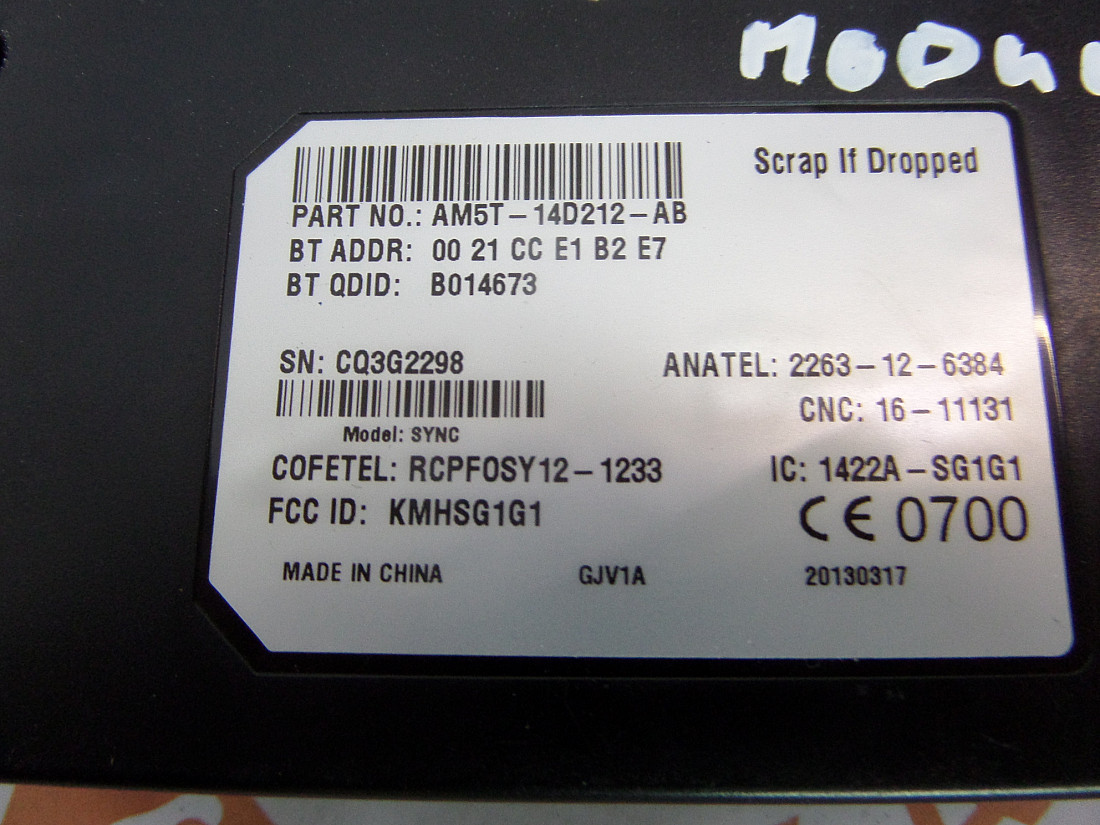 Scrap If Dropped
PART NO.: AM5T-14D212-AB
BT ADDR: 00 21 CC E1 B2 E7
BT QDID: B014673
SN: CQ3G2298
ANATEL: 2263-12-6384
CNC: 16-11131
Model: SYNC
COFETEL: RCPFOSY12-1233
IC: 1422A-SG1G1
FCC ID: KMHSG1G1
CE 0700
MADE IN CHINA GJV1A 20130317